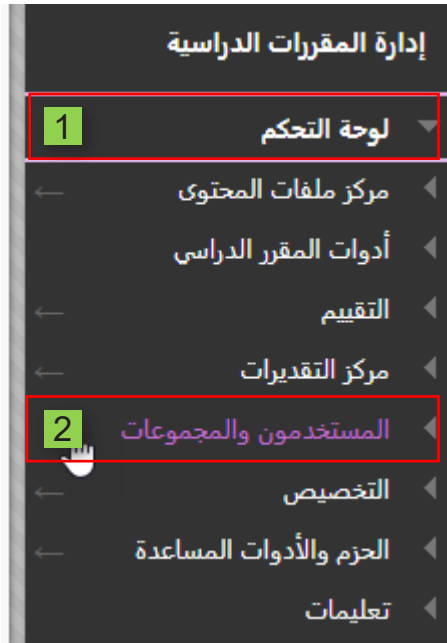 إدارة المقررات الدراسية
لوحة التحكم 1
مركز ملفات المحتوى
أدوات المقرر الدراسي
التقييم
مركز التقديرات
المستخدمون والمجموعات 2
التخصيص
الحزم والأدوات المساعدة
تعليمات